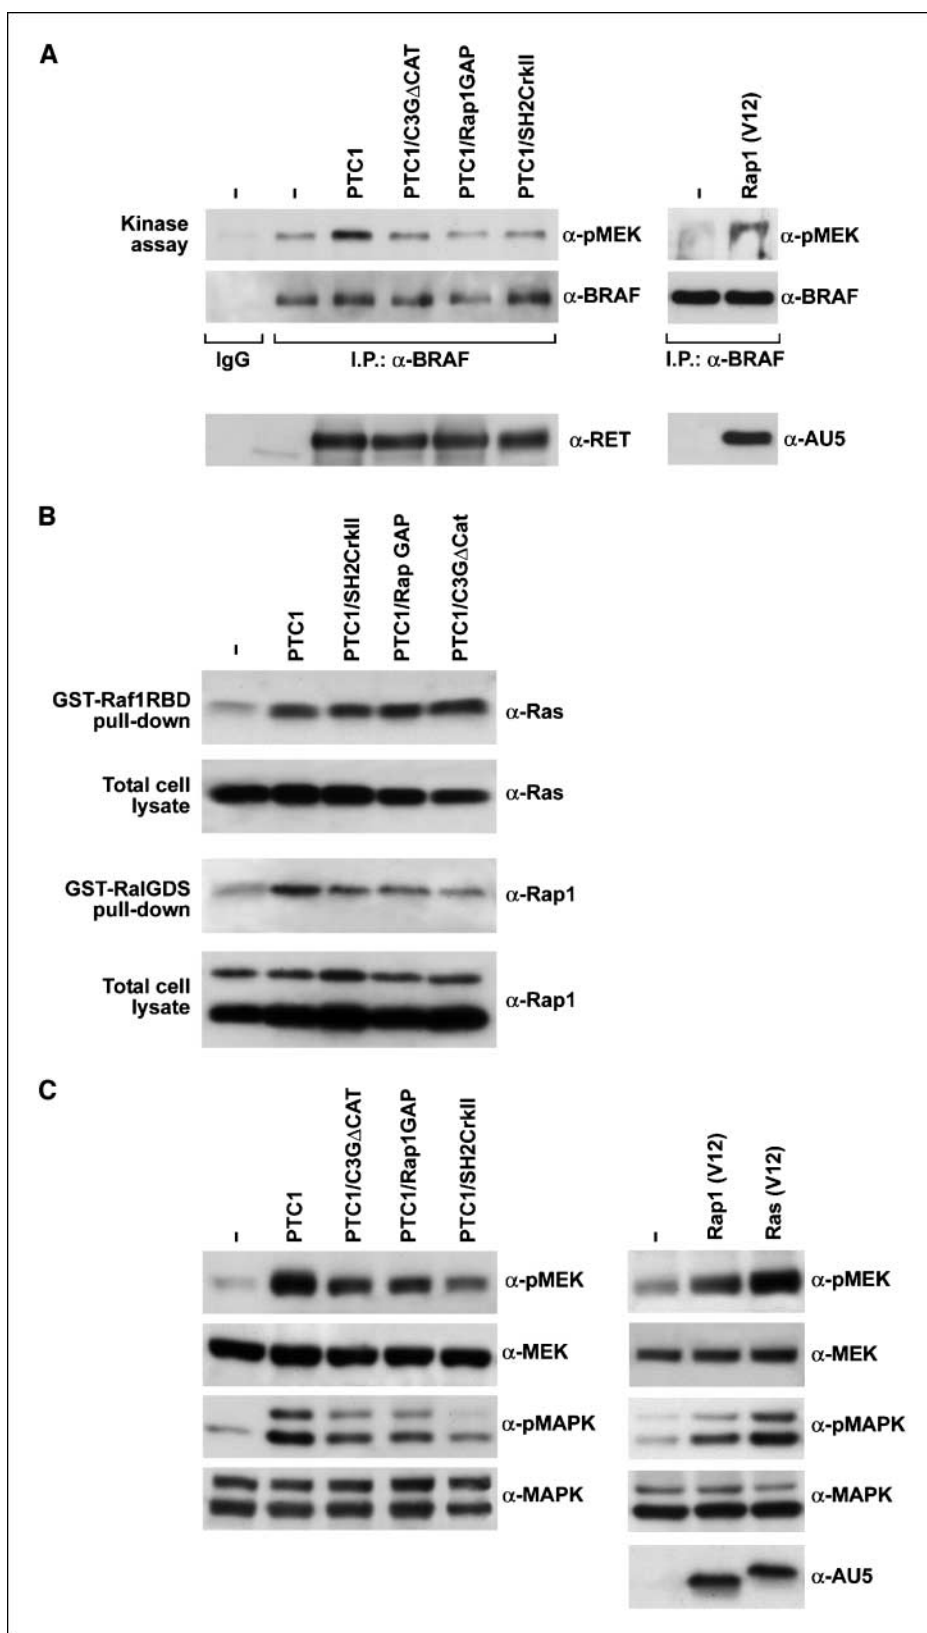 A
–
–
PTC1
PTC1/C3GΔCAT
PTC1/Rap1GAP
PTC1/SH2CrkII
–
Rap1 (V12)
Kinase
assay
α-pMEK
α-pMEK
α-BRAF
α-BRAF
IgG
I.P.: α-BRAF
I.P.: α-BRAF
α-RET
α-AU5
B
–
PTC1
PTC1/SH2CrkII
PTC1/Rap GAP
PTC1/C3GΔCat
GST-Raf1RBD
pull-down
α-Ras
Total cell
lysate
α-Ras
GST-RalGDS
pull-down
α-Rap1
Total cell
lysate
α-Rap1
C
–
PTC1
PTC1/C3GΔCAT
PTC1/Rap1GAP
PTC1/SH2CrkII
–
Rap1 (V12)
Ras (V12)
α-pMEK
α-pMEK
α-MEK
α-MEK
α-pMAPK
α-pMAPK
α-MAPK
α-MAPK
α-AU5